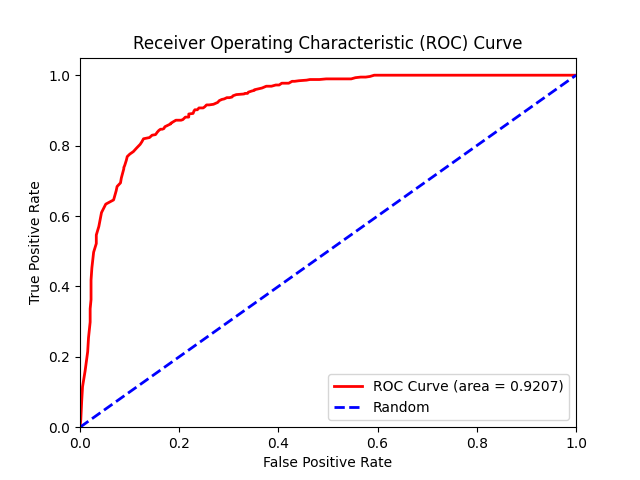 Receiver Operating Characteristic (ROC) Curve
1.0
0.8
0.6
0.4
0.2
0.0
True Positive Rate
ROC Curve (area = 0.9207)
Random
0.0 0.2 0.4 0.6 0.8 1.0
False Positive Rate